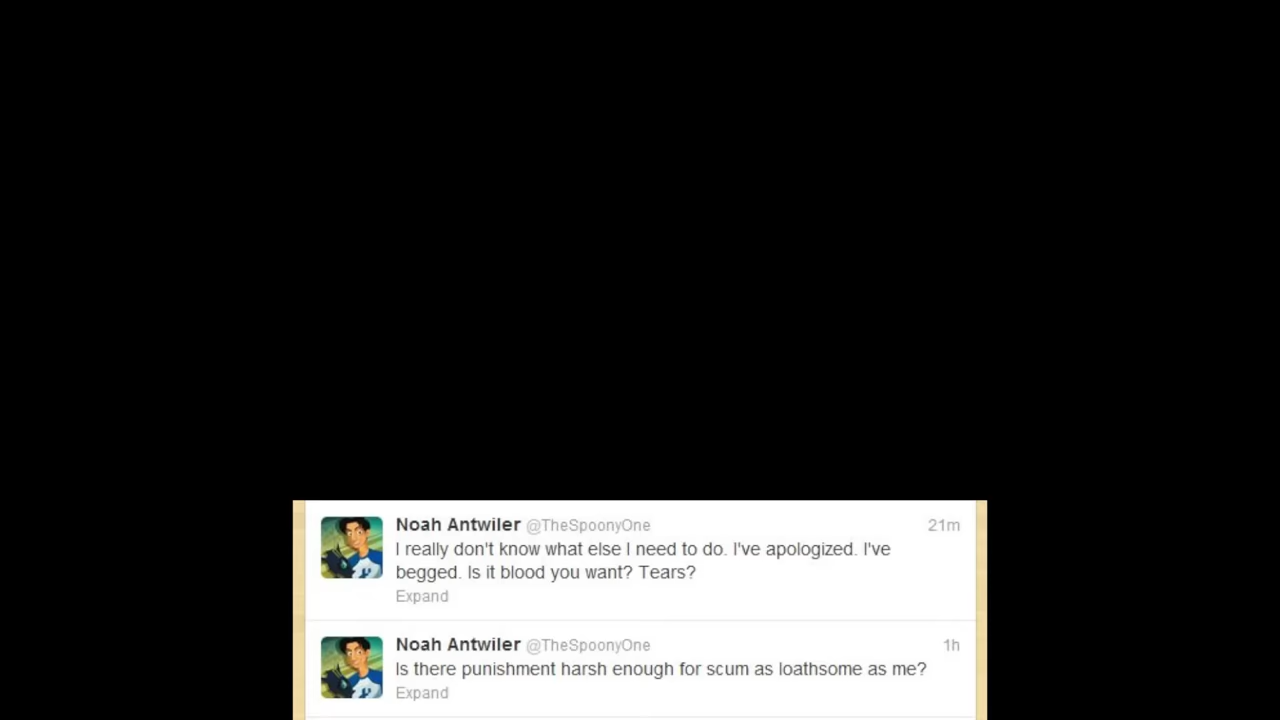 Noah Antwiler @TheSpoonyOne 21m
I really don't know what else I need to do. I've apologized. I've
begged. Is it blood you want? Tears?
Expand
Noah Antwiler @TheSpoonyOne 1h
Is there punishment harsh enough for scum as loathsome as me?
Expand